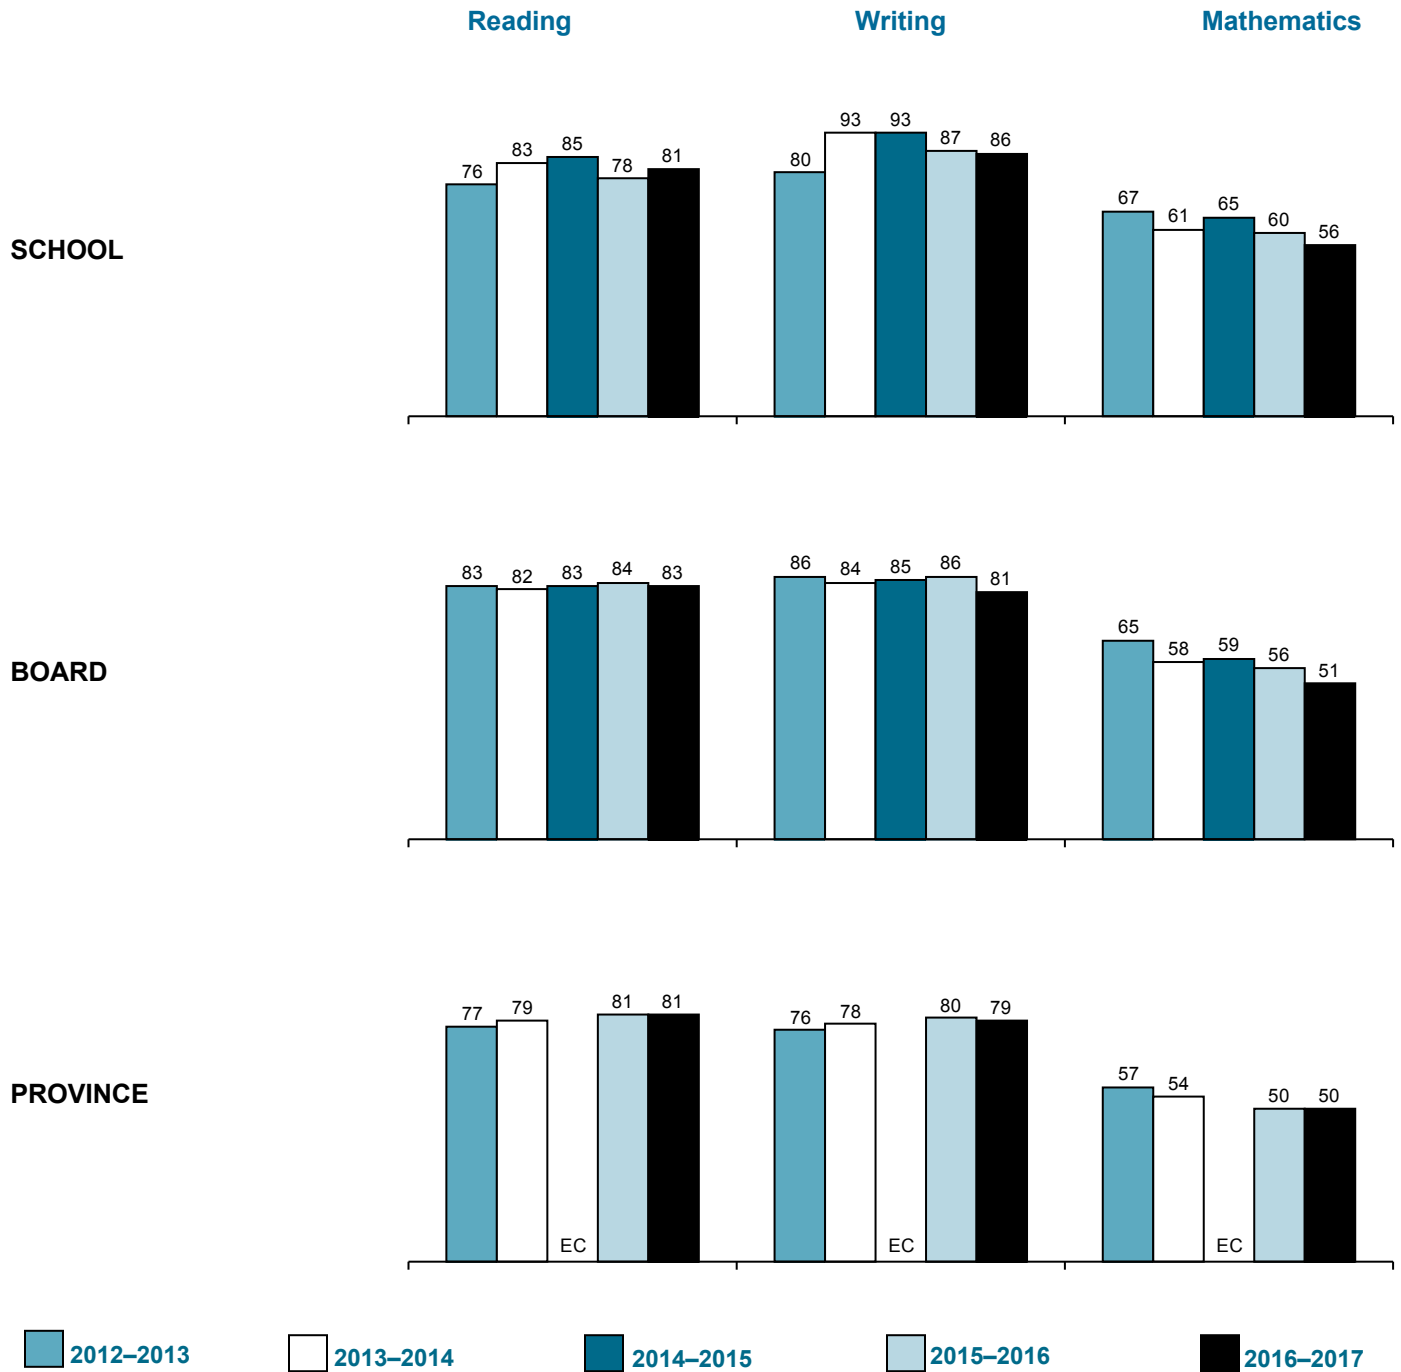 Reading Writing Mathematics
SCHOOL
76 83 85 78 81
80 93 93 87 86
67 61 65 60 56
BOARD
83 82 83 84 83
86 84 85 86 81
65 58 59 56 51
PROVINCE
77 79 EC 81 81
76 78 EC 80 79
57 54 EC 50 50
2012–2013 2013–2014 2014–2015 2015–2016 2016–2017